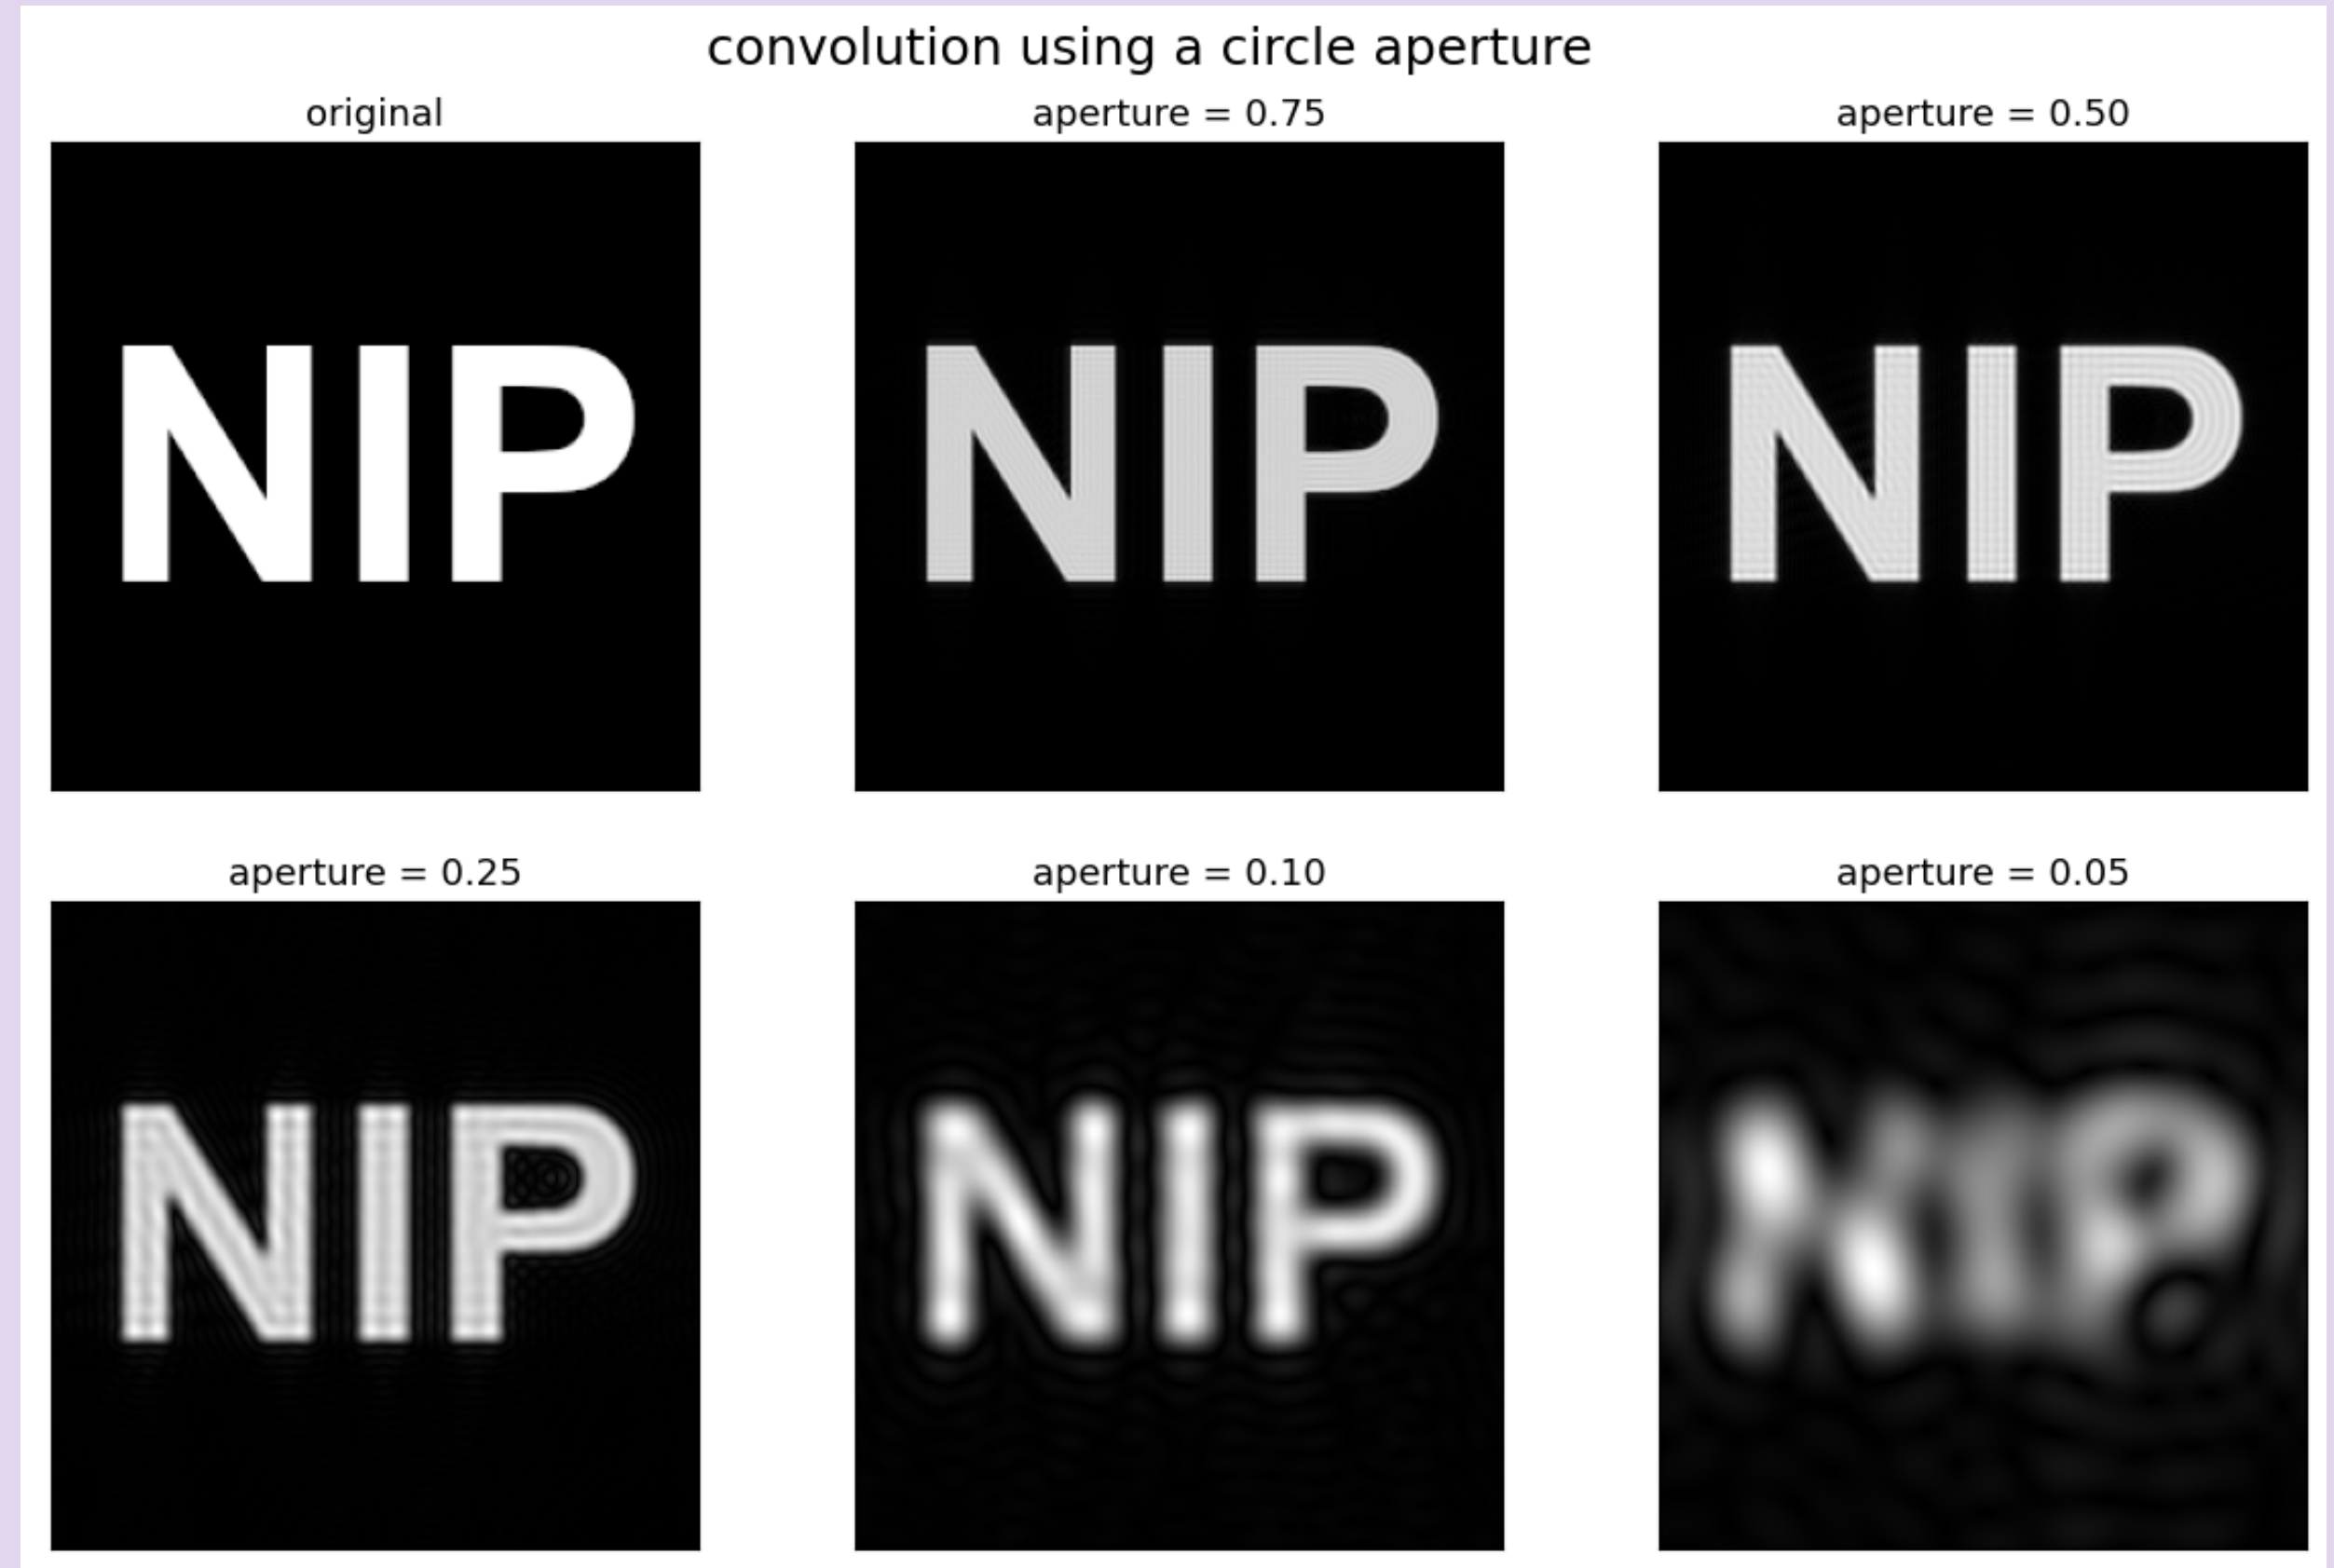 convolution using a circle aperture
original
aperture = 0.75
aperture = 0.50
NIP
NIP
NIP
aperture = 0.25
aperture = 0.10
aperture = 0.05
NIP
NIP
NIP